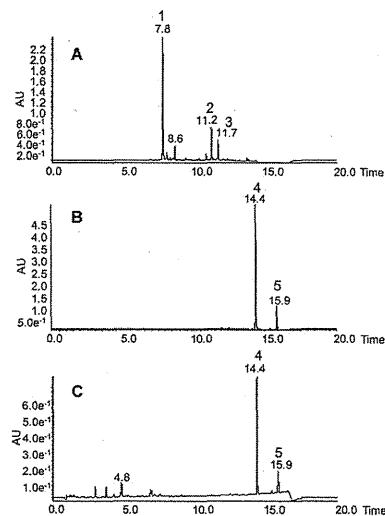 A
1
7.8
2.2
2.0
1.8
1.6
1.4
1.2
1.0
8.0e-1
6.0e-1
4.0e-1
2.0e-1
AU
8.6
2
11.2
3
11.7
5.0
10.0
15.0
20.0 Time
B
4
14.4
4.5
4.0
3.5
3.0
2.5
2.0
1.5
1.0
5.0e-1
AU
5
15.9
0.0
5.0
10.0
15.0
20.0 Time
C
4
14.4
6.0e-1
5.0e-1
4.0e-1
3.0e-1
2.0e-1
1.0e-1
AU
4.8
5
15.9
0.0
5.0
10.0
15.0
20.0 Time